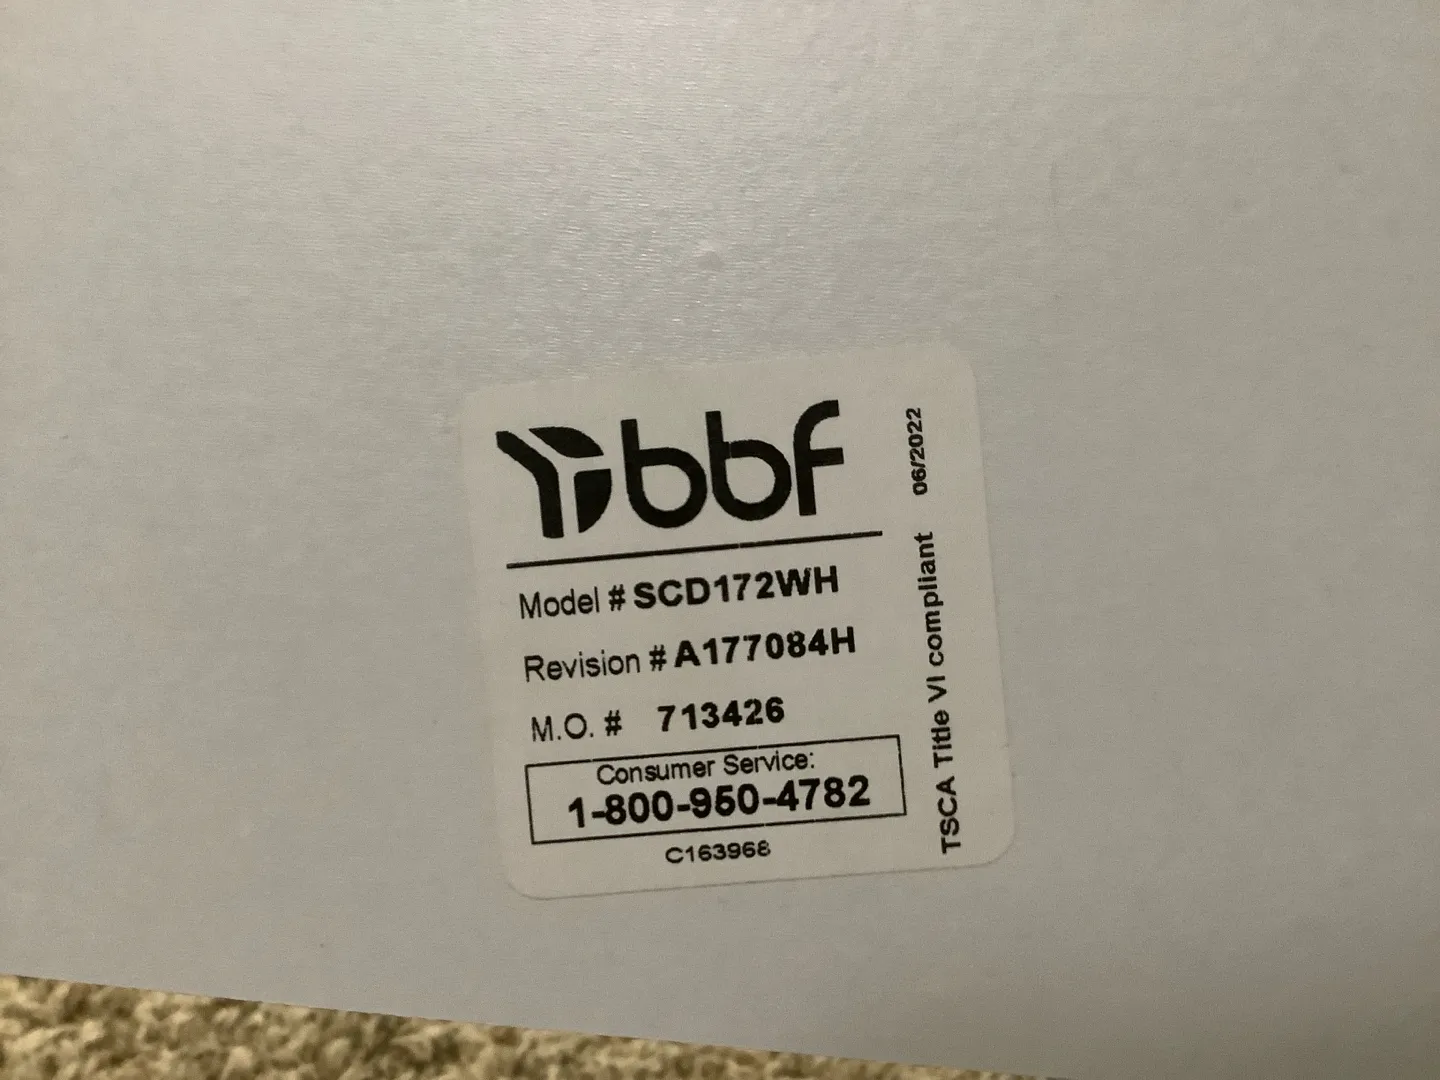 bbf
Model # SCD172WH
Revision # A177084H
M.O. # 713426
Consumer Service:
1-800-950-4782
C163968
TSCA Title VI compliant 06/2022